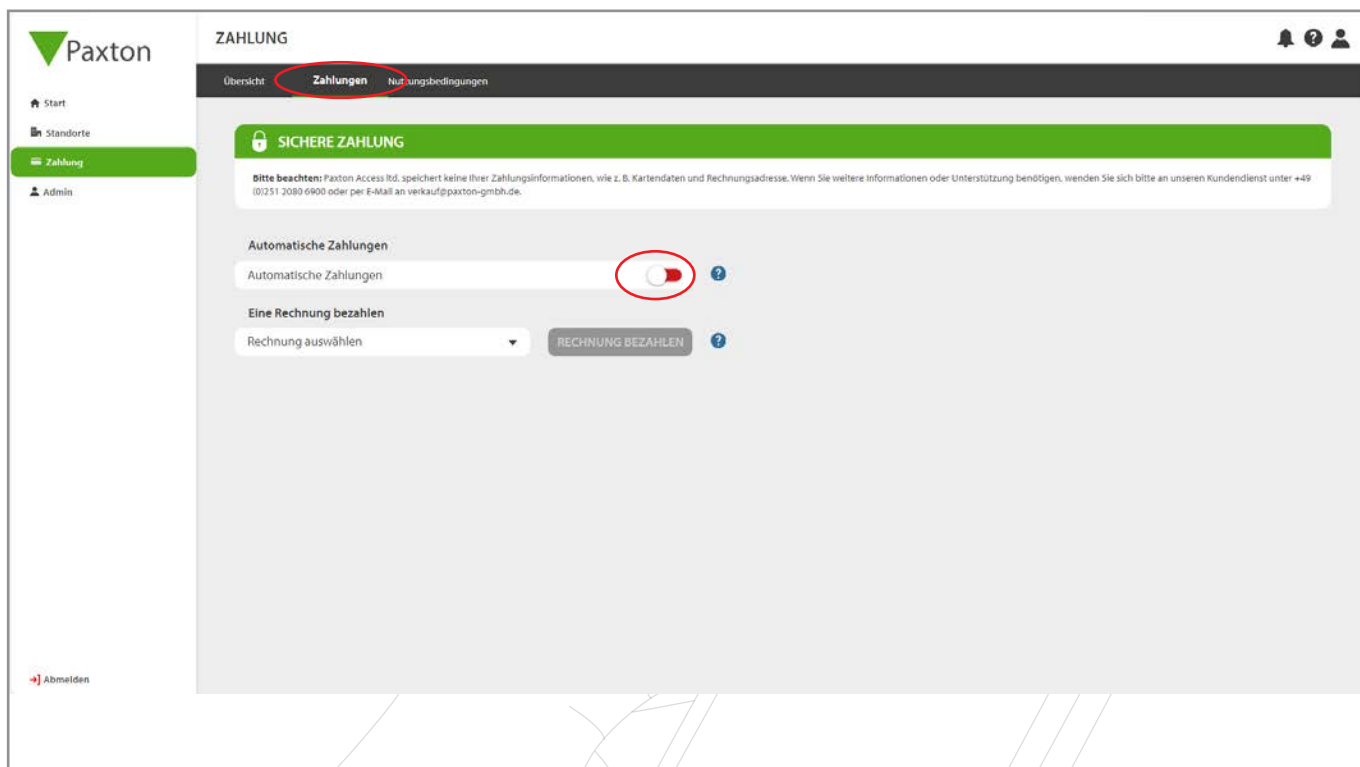 Paxton
ZAHLUNG
Übersicht Zahlungen Nutzungsbedingungen
Start
Standorte
Zahlung
Admin
SICHERE ZAHLUNG
Bitte beachten: Paxton Access ltd. speichert keine Ihrer Zahlungsinformationen, wie z. B. Kartendaten und Rechnungsadresse. Wenn Sie weitere Informationen oder Unterstützung benötigen, wenden Sie sich bitte an unseren Kundendienst unter +49
(0)251 2080 6900 oder per E-Mail an verkauf@paxton-gmbh.de.
Automatische Zahlungen
Automatische Zahlungen
?
Eine Rechnung bezahlen
Rechnung auswählen RECHNUNG BEZAHLEN ?
Abmelden